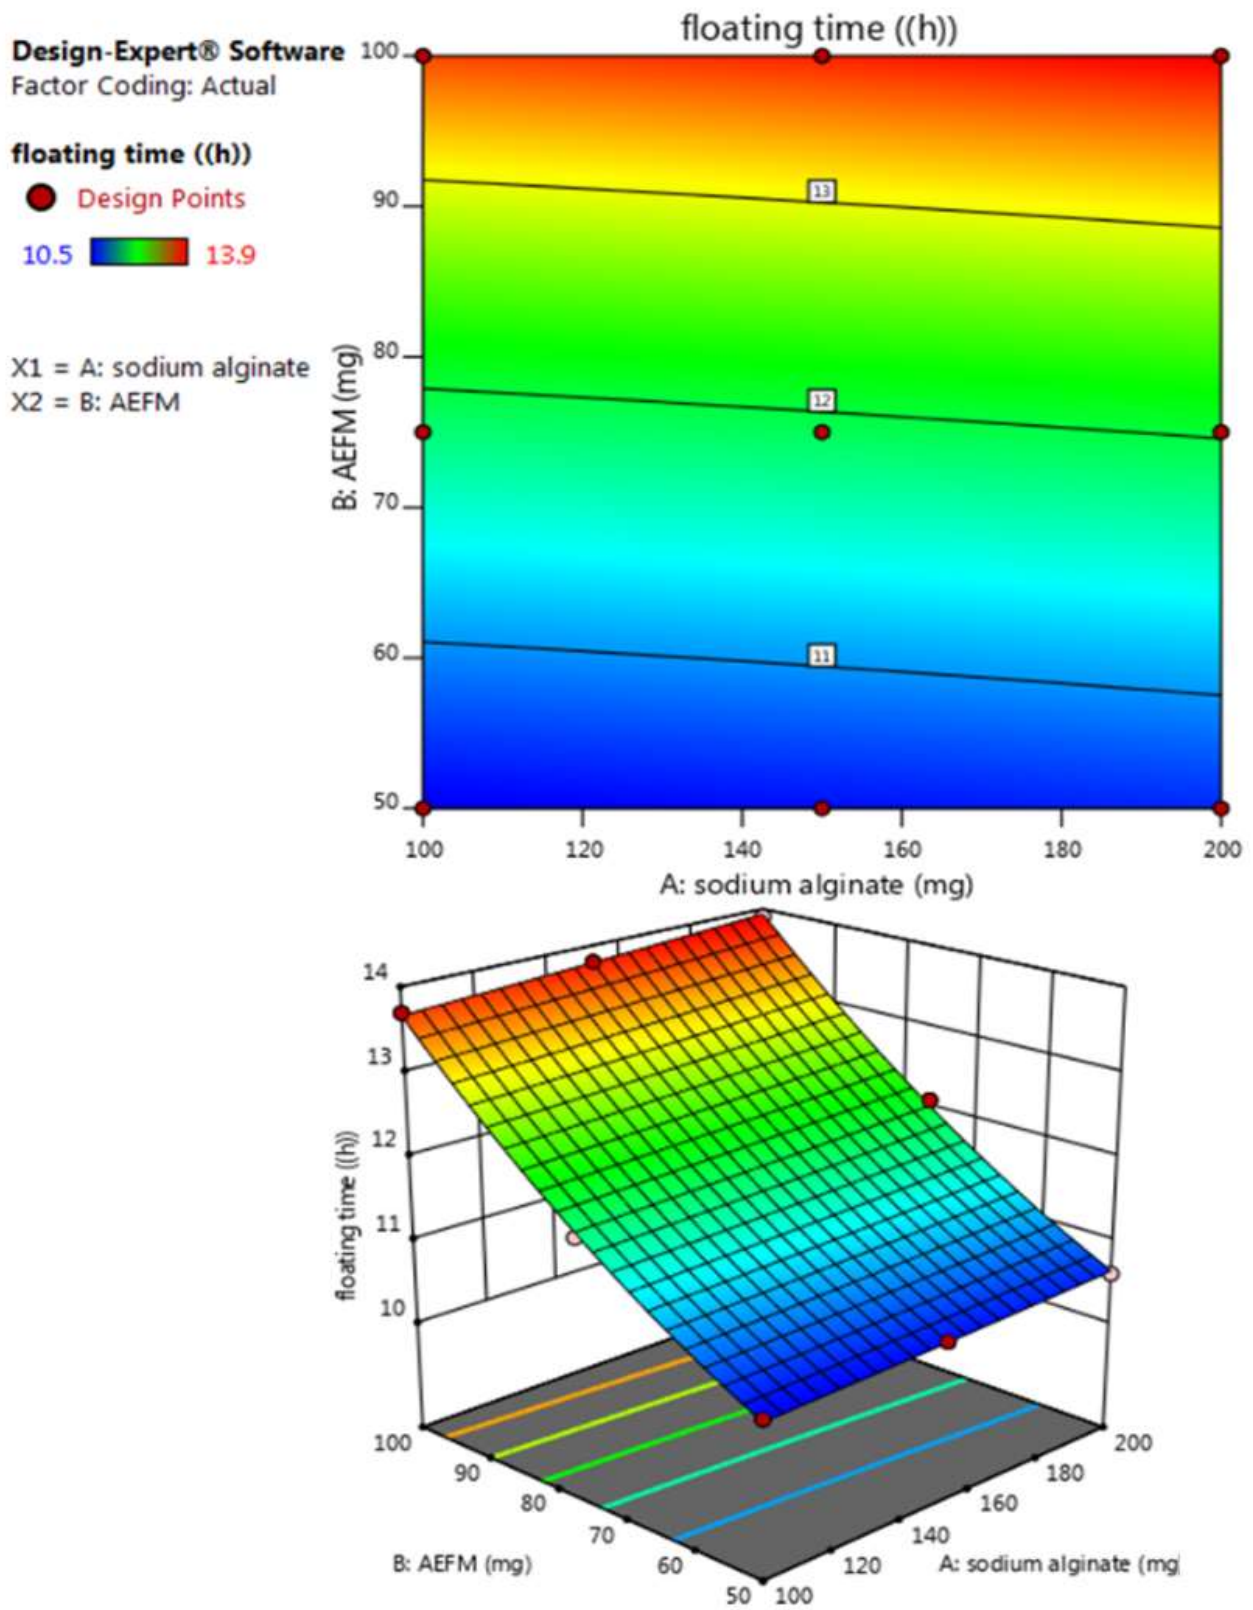 floating time ((h))
Design-Expert® Software
Factor Coding: Actual
floating time ((h))
Design Points
10.5 13.9
X1 = A: sodium alginate
X2 = B: AEFM
100
90
80
70
60
50
B: AEFM (mg)
13
12
11
100 120 140 160 180 200
A: sodium alginate (mg)
14
13
12
11
10
floating time ((h))
100
90
80
70
60
50
B: AEFM (mg)
200
180
160
140
120
100
A: sodium alginate (mg